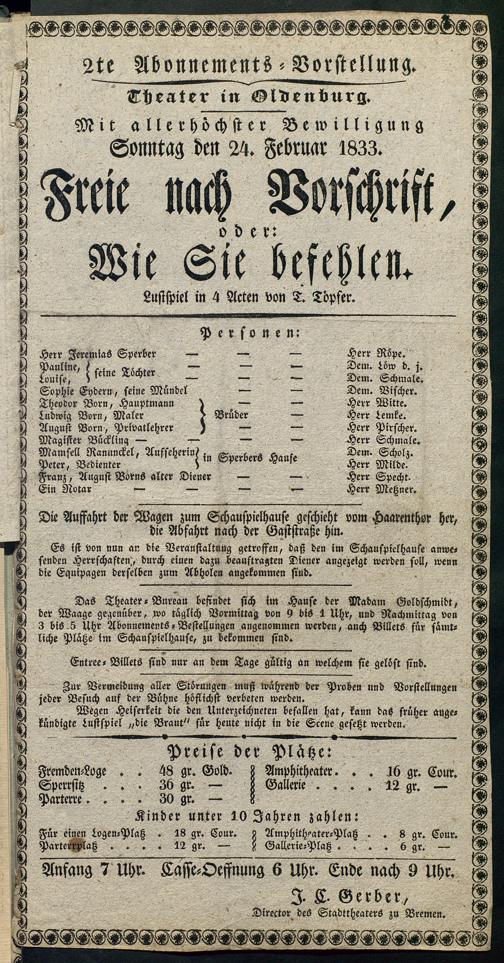 2te Abonnements-Vorstellung.
Theater in Oldenburg.
Mit allerhöchster Bewilligung
Sonntag den 24. Februar 1833.
Freie nach Vorschrift,
oder:
Wie Sie befehlen.
Lustspiel in 4 Acten von T. Töpfer.
Personen:
Herr Jeremias Sperber — — — Herr Röpe.
Pauline, } seine Töchter — — Dem. Löw d. j.
Louise, — — Dem. Schmale.
Sophie Eydern, seine Mündel — — Dem. Vischer.
Theodor Born, Hauptmann } Brüder — Herr Witte.
Ludwig Born, Maler — Herr Lemke.
August Born, Privatlehrer — Herr Pirscher.
Magister Bückling — — — Herr Schmale.
Mamsell Ranunckel, Aufseherin } in Sperbers Hause Dem. Scholz.
Peter, Bedienter Herr Milde.
Franz, August Borns alter Diener — — Herr Specht.
Ein Notar — — — — Herr Metzner.
Die Auffahrt der Wagen zum Schauspielhause geschieht vom Haarenthor her,
die Abfahrt nach der Gaststraße hin.
Es ist von nun an die Veranstaltung getroffen, daß den im Schauspielhause anwe-
senden Herrschaften, durch einen dazu beauftragten Diener angezeigt werden soll, wenn
die Equipagen derselben zum Abholen angekommen sind.
Das Theater-Bureau befindet sich im Hause der Madam Goldschmidt,
der Waage gegenüber, wo täglich Vormittag von 9 bis 1 Uhr, und Nachmittag von
3 bis 5 Uhr Abonnements-Bestellungen angenommen werden, auch Billets für sämt-
liche Plätze im Schauspielhause, zu bekommen sind.
Entree-Billets sind nur an dem Tage gültig an welchem sie gelöst sind.
Zur Vermeidung aller Störungen muß während der Proben und Vorstellungen
jeder Besuch auf der Bühne höflichst verbeten werden.
Wegen Heiserkeit die den Unterzeichneten befallen hat, kann das früher ange-
kündigte Lustspiel „die Braut“ für heute nicht in die Scene gesetzt werden.
Preise der Plätze:
Fremden-Loge . . 48 gr. Gold. Amphitheater . . . 16 gr. Cour.
Sperrsitz . . . 36 gr. — Gallerie . . . . 12 gr. —
Parterre . . . . 30 gr. —
Kinder unter 10 Jahren zahlen:
Für einen Logen-Platz . 18 gr. Cour. Amphitheater-Platz . . 8 gr. Cour.
Parterrplatz . . . . 12 gr. — Gallerie-Platz . . . . 6 gr. —
Anfang 7 Uhr. Casse-Oeffnung 6 Uhr. Ende nach 9 Uhr.
J. C. Gerber,
Director des Stadttheaters zu Bremen.